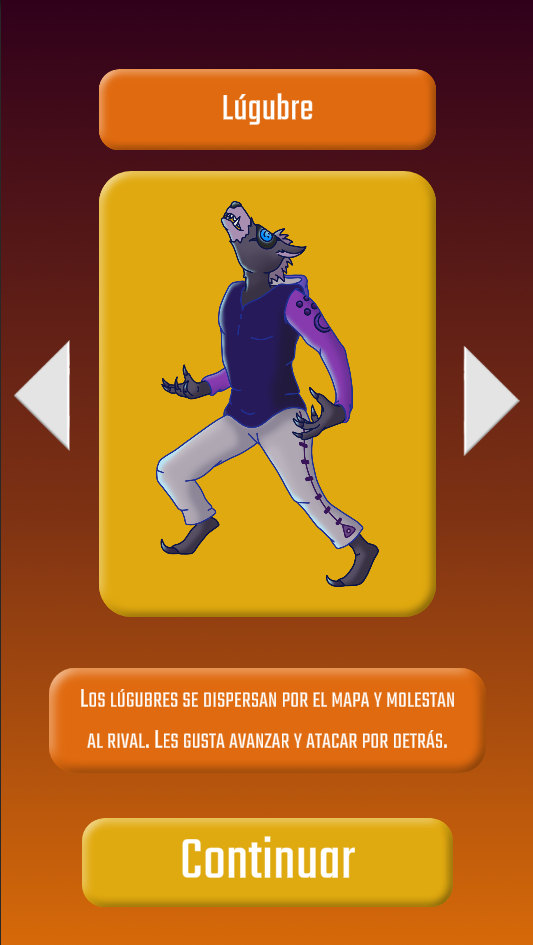 Lúgubre
Los lúgubres se dispersan por el mapa y molestan
al rival. Les gusta avanzar y atacar por detrás.
Continuar